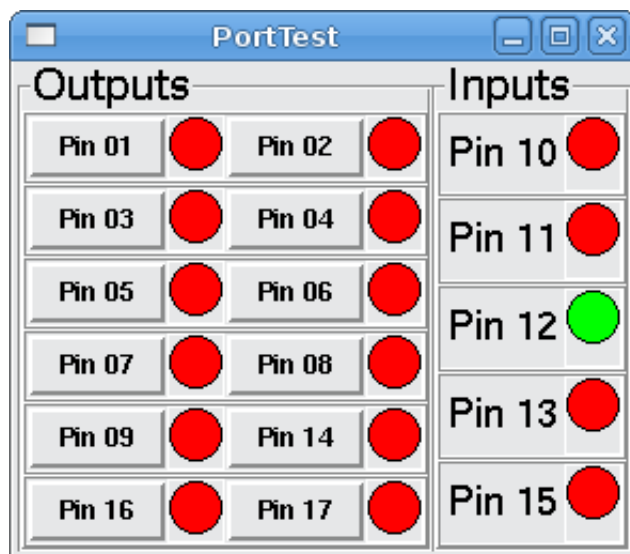 PortTest
Outputs
Pin 01 Pin 02
Pin 03 Pin 04
Pin 05 Pin 06
Pin 07 Pin 08
Pin 09 Pin 14
Pin 16 Pin 17
Inputs
Pin 10
Pin 11
Pin 12
Pin 13
Pin 15